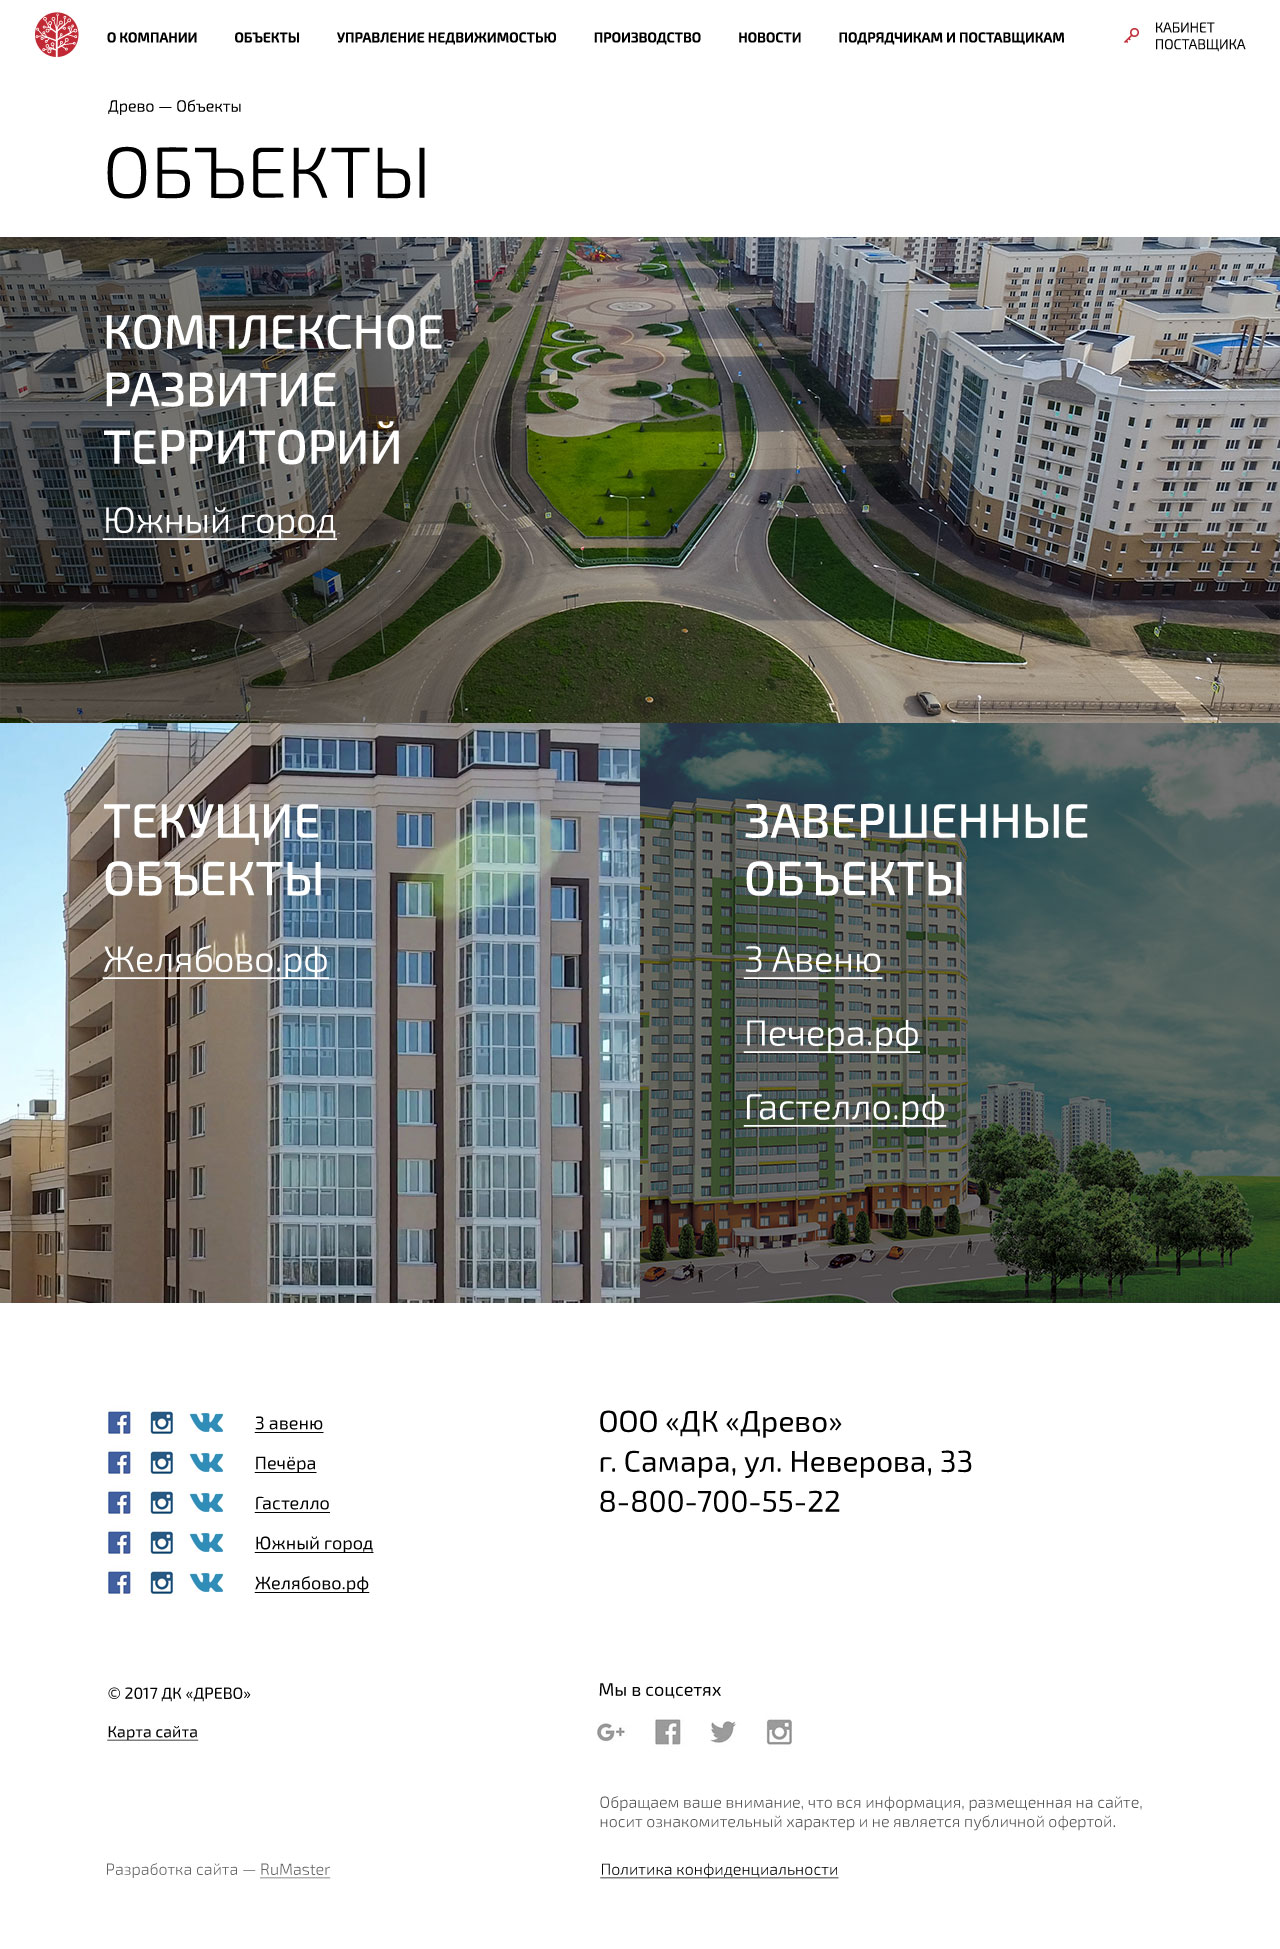 О КОМПАНИИ
ОБЪЕКТЫ
УПРАВЛЕНИЕ НЕДВИЖИМОСТЬЮ
ПРОИЗВОДСТВО
НОВОСТИ
ПОДРЯДЧИКАМ И ПОСТАВЩИКАМ
КАБИНЕТ
ПОСТАВЩИКА
Древо — Объекты
ОБЪЕКТЫ
КОМПЛЕКСНОЕ
РАЗВИТИЕ
ТЕРРИТОРИЙ
Южный город
ТЕКУЩИЕ
ОБЪЕКТЫ
Желябово.рф
ЗАВЕРШЕННЫЕ
ОБЪЕКТЫ
3 Авеню
Печера.рф
Гастелло.рф
3 авеню
Печёра
Гастелло
Южный город
Желябово.рф
ООО «ДК «Древо»
г. Самара, ул. Неверова, 33
8-800-700-55-22
© 2017 ДК «ДРЕВО»
Карта сайта
Мы в соцсетях
Обращаем ваше внимание, что вся информация, размещенная на сайте,
носит ознакомительный характер и не является публичной офертой.
Разработка сайта — RuMaster
Политика конфиденциальности